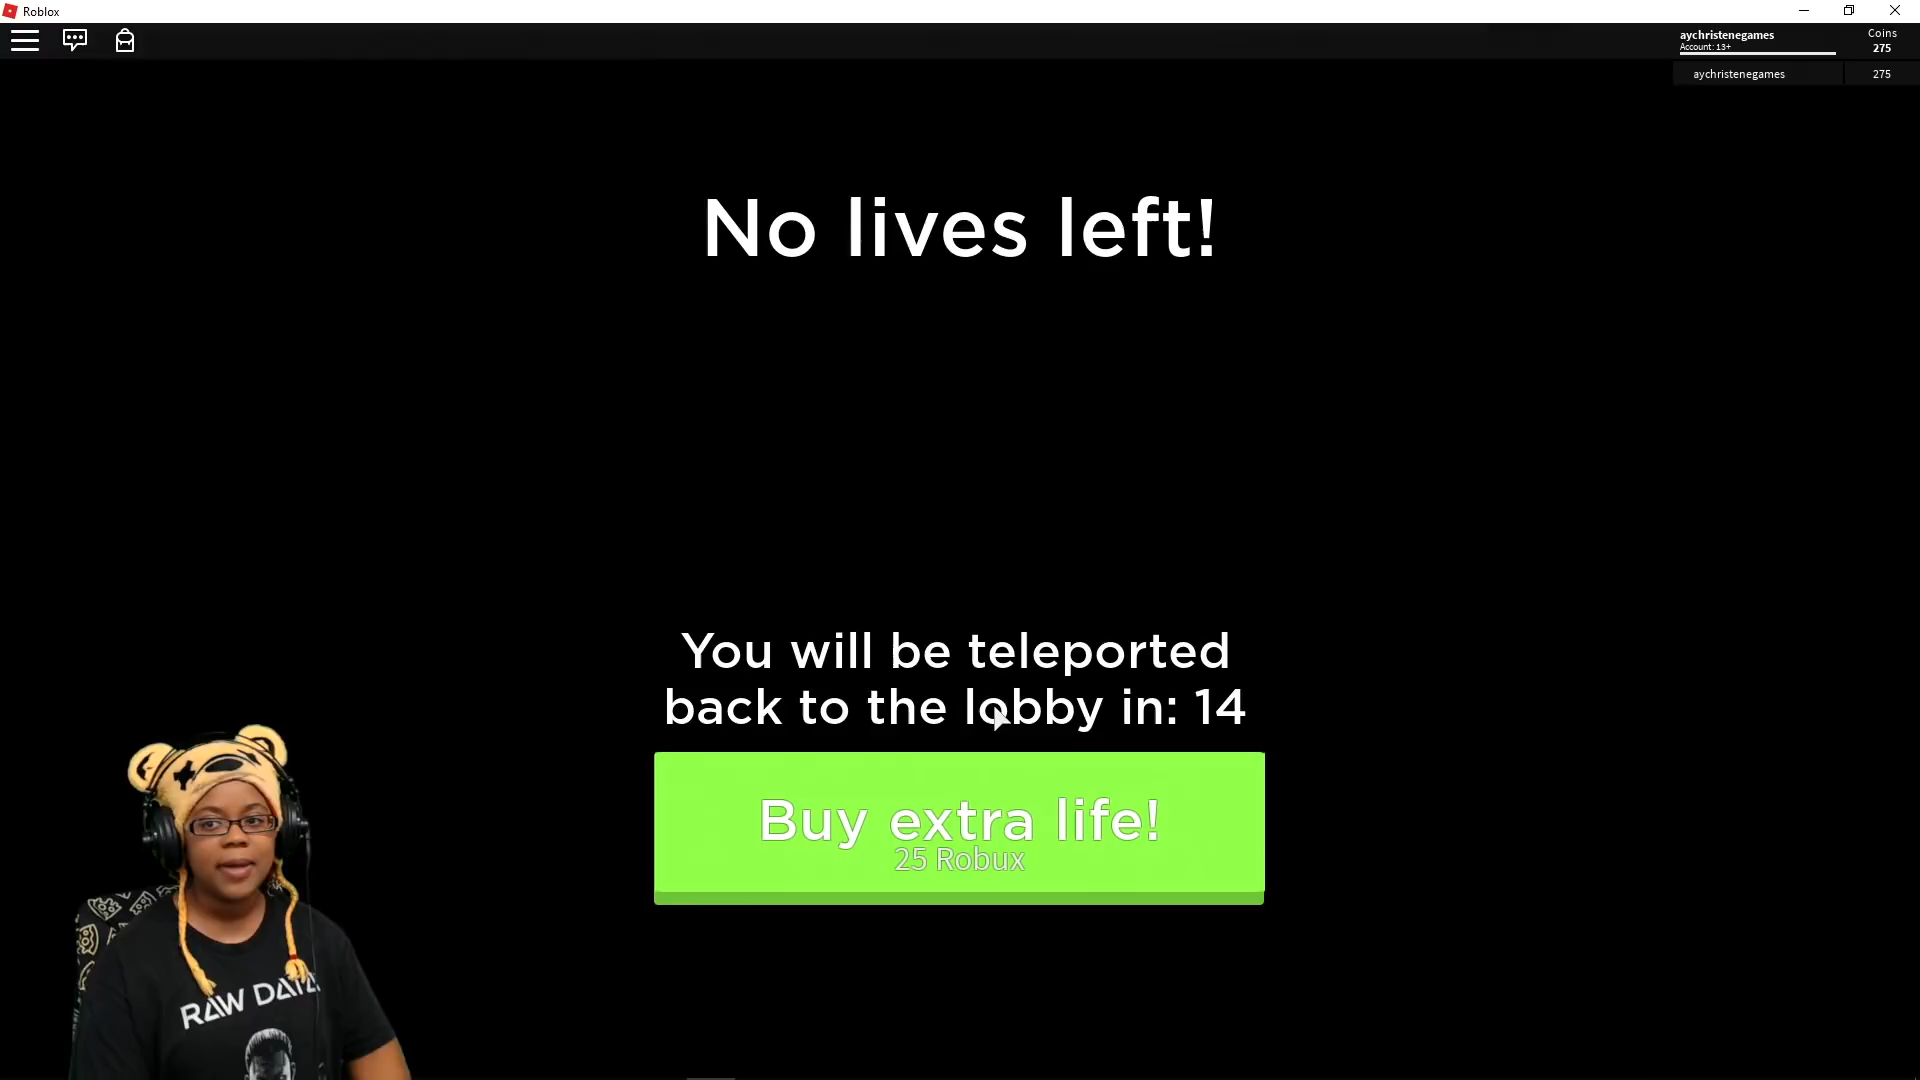 Roblox
aychristenegames
Account: 13+
Coins
275
aychristenegames 275
No lives left!
You will be teleported
back to the lobby in: 14
Buy extra life!
25 Robux
RAW DATA